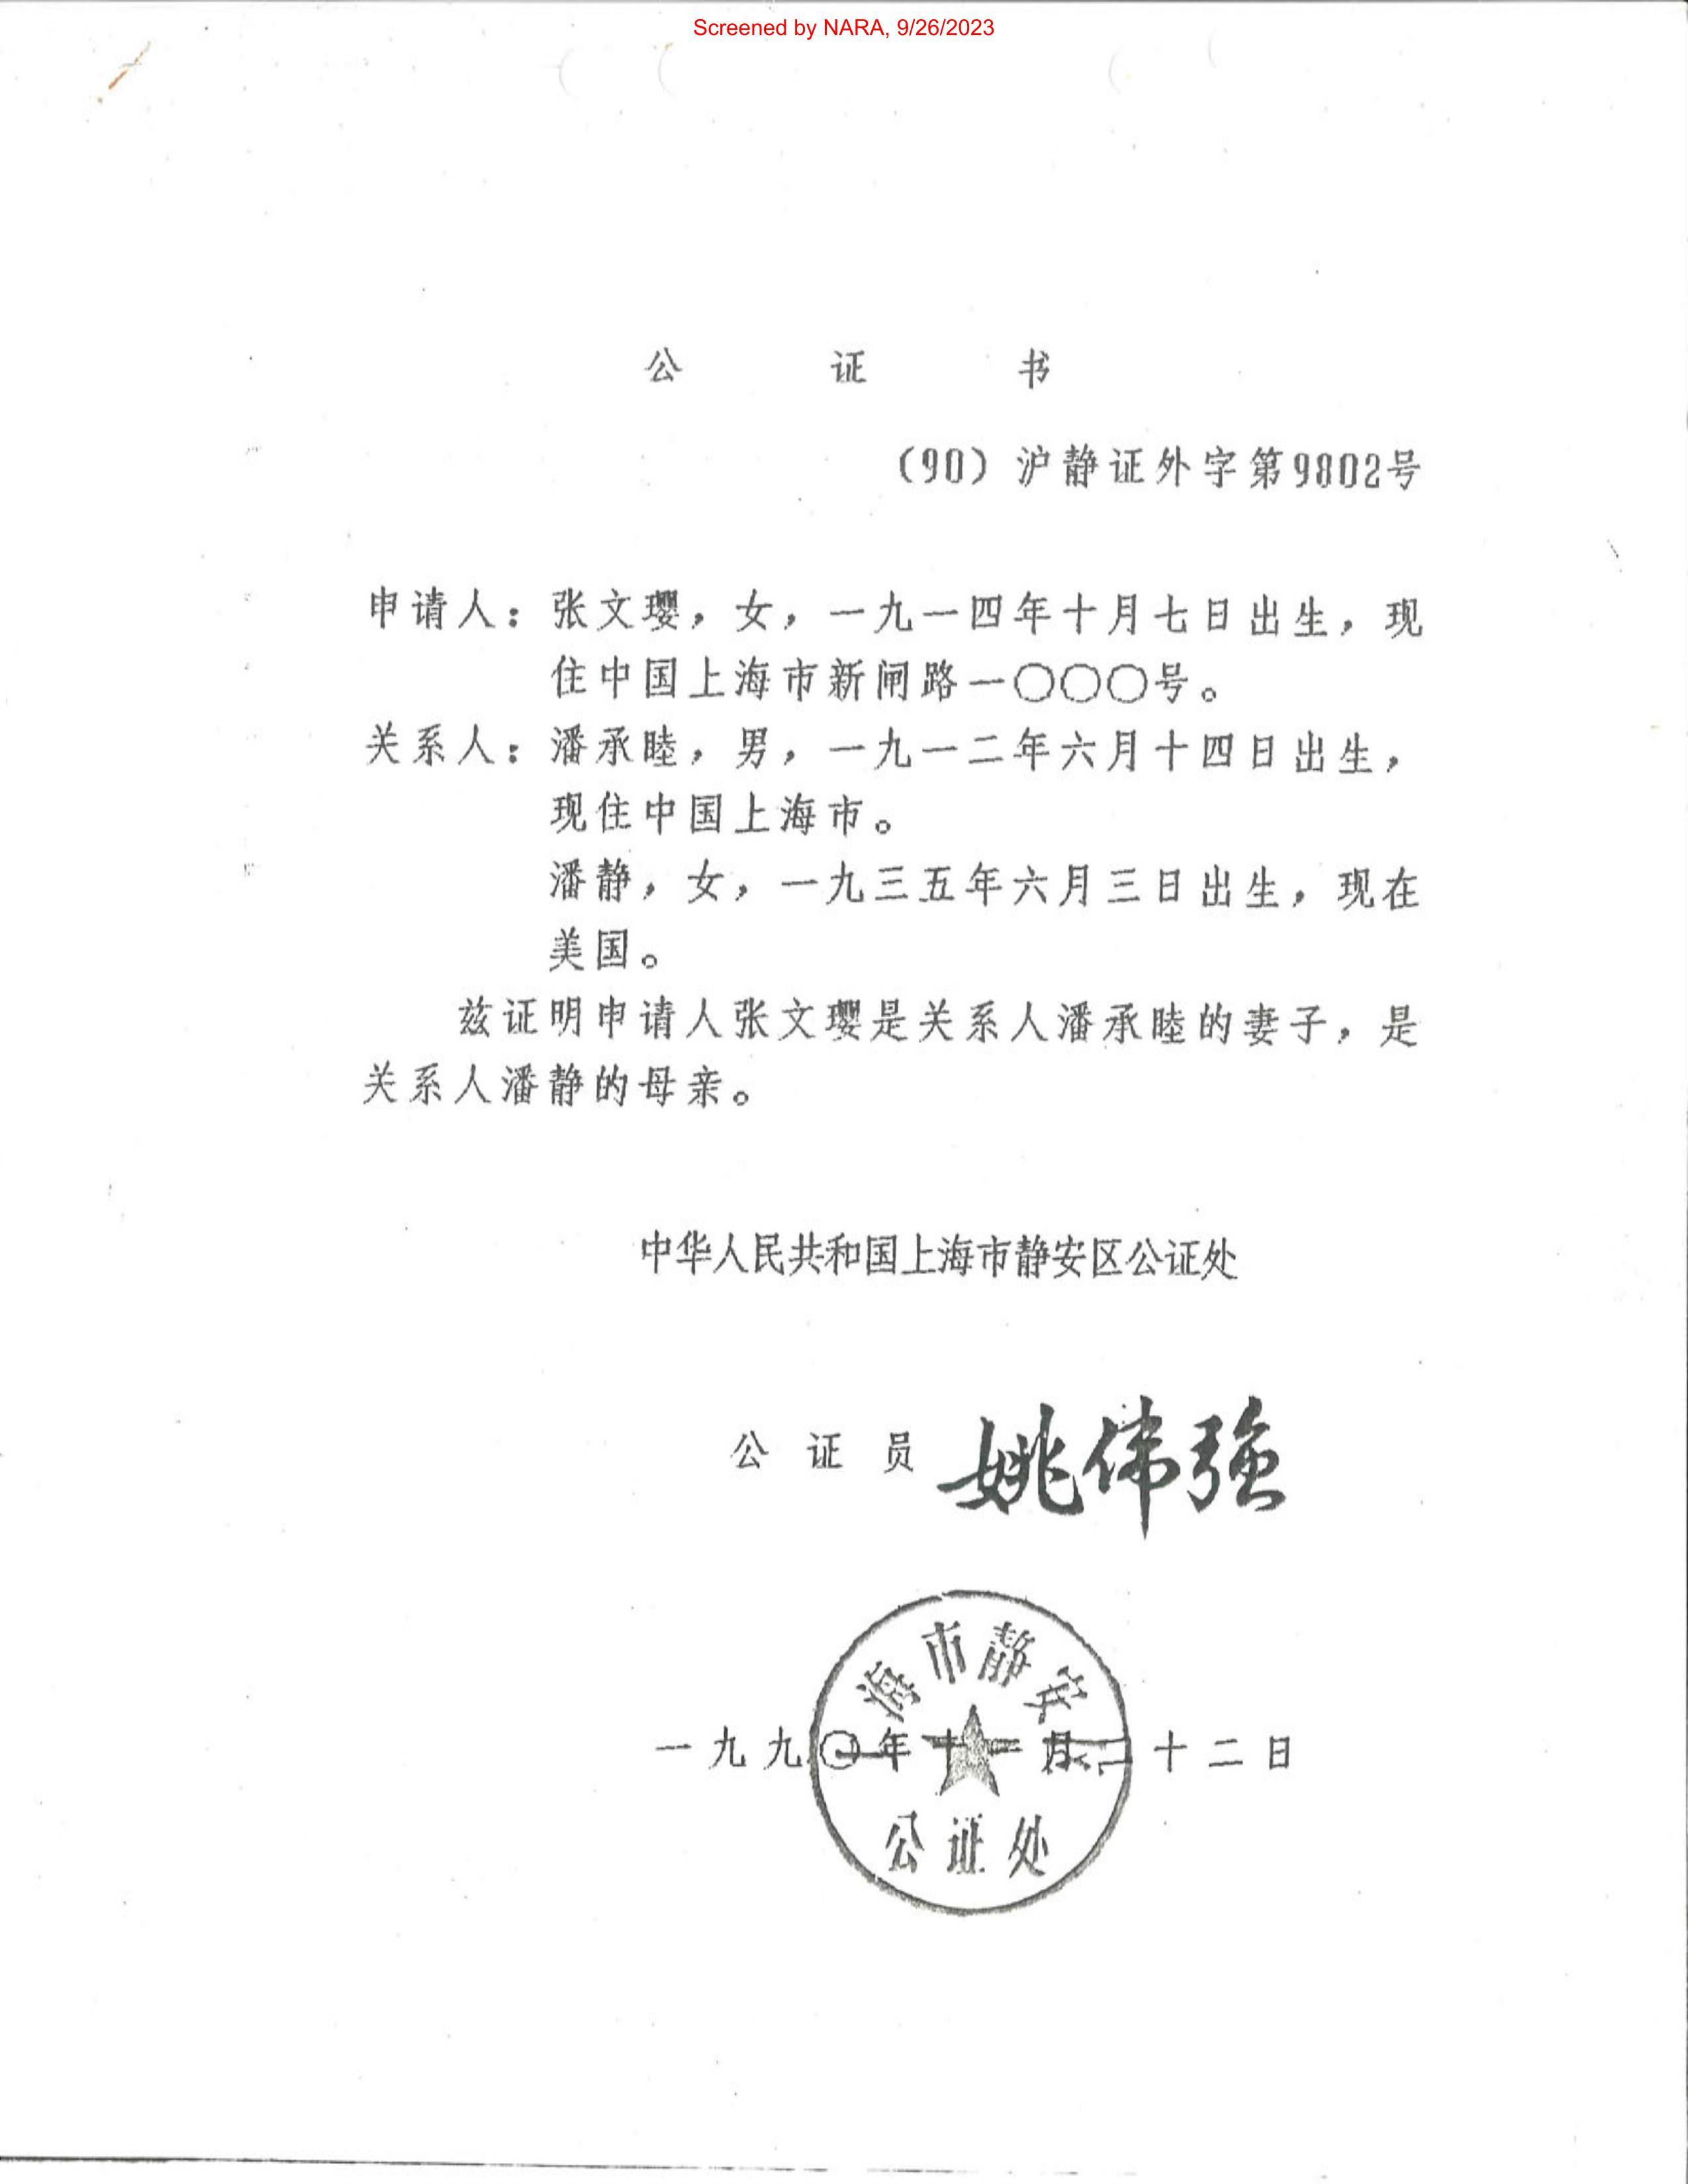 Screened by NARA, 9/26/2023
公 证 书
（90）沪静证外字第9802号
申请人：张文璎，女，一九一四年十月七日出生，现
住中国上海市新闸路一〇〇〇号。
关系人：潘承睦，男，一九一二年六月十四日出生，
现住中国上海市。
潘静，女，一九三五年六月三日出生，现在
美国。
兹证明申请人张文璎是关系人潘承睦的妻子，是
关系人潘静的母亲。
中华人民共和国上海市静安区公证处
公 证 员 姚伟强
海市静安
一九九〇年十一月二十二日
公证处